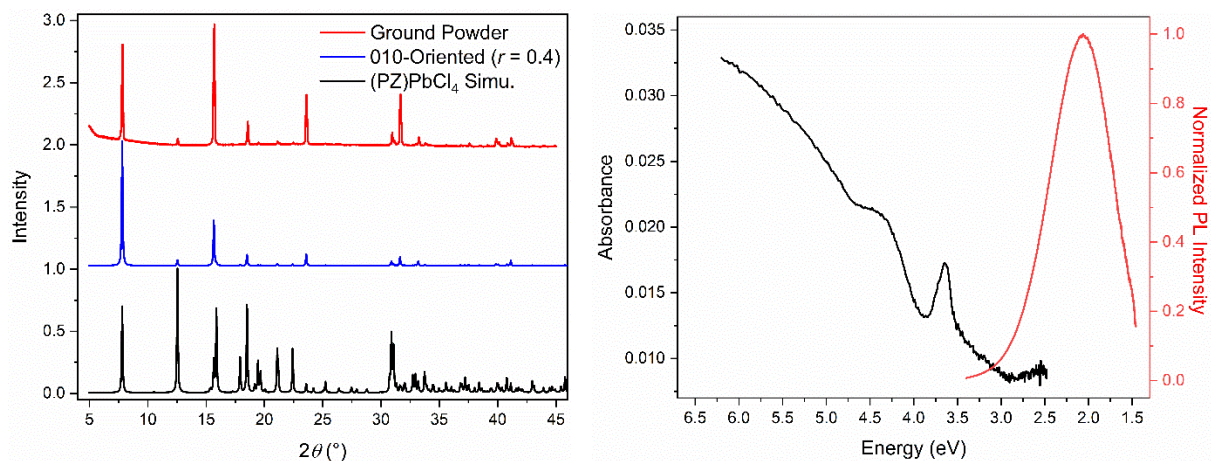 3.0
2.5
2.0
1.5
1.0
0.5
0.0
Intensity
Ground Powder
010-Oriented (r = 0.4)
(PZ)PbCl₄ Simu.
5 10 15 20 25 30 35 40 45
2θ (°)
0.035
0.030
0.025
0.020
0.015
0.010
Absorbance
6.5 6.0 5.5 5.0 4.5 4.0 3.5 3.0 2.5 2.0 1.5
Energy (eV)
1.0
0.8
0.6
0.4
0.2
0.0
Normalized PL Intensity